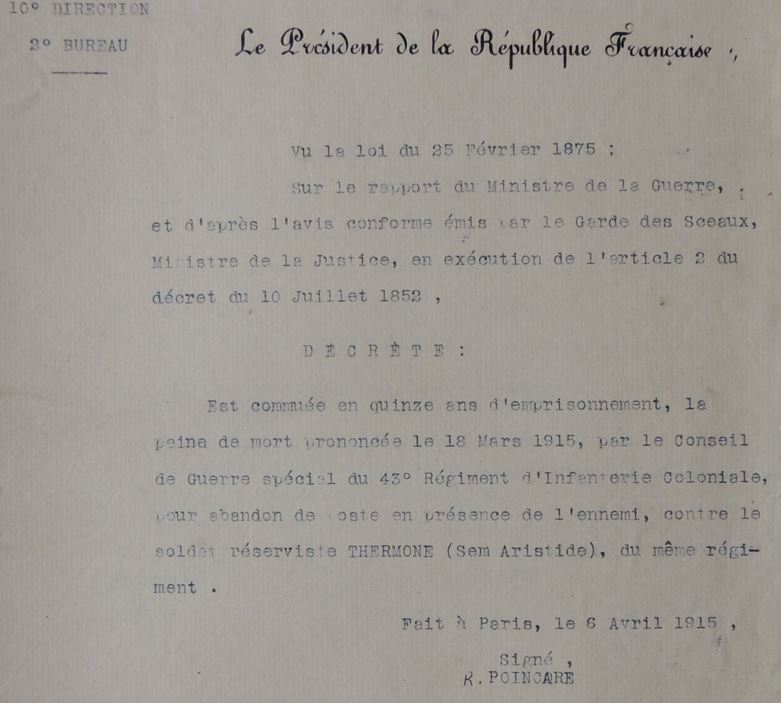 10° DIRECTION
2° BUREAU
Le Président de la République Française ,
Vu la loi du 25 Février 1875 ;
Sur le rapport du Ministre de la Guerre, .
et d'après l'avis conforme émis par le Garde des Sceaux,
Ministre de la Justice, en exécution de l'article 2 du
décret du 10 Juillet 1852 ,
D É C R È T E :
Est commuée en quinze ans d'emprisonnement, la
peine de mort prononcée le 18 Mars 1915, par le Conseil
de Guerre spécial du 43° Régiment d'Infanterie Coloniale,
pour abandon de poste en présence de l'ennemi, contre le
soldat réserviste THERMONE (Sem Aristide), du même régi-
ment .
Fait à Paris, le 6 Avril 1915 ,
Signé ,
R. POINCARE